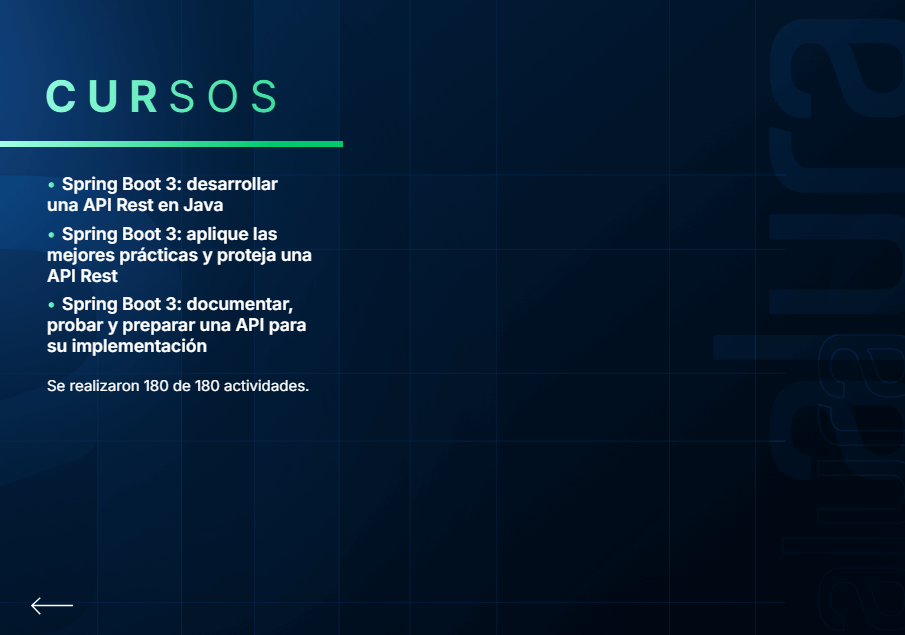 CURSOS
• Spring Boot 3: desarrollar
una API Rest en Java
• Spring Boot 3: aplique las
mejores prácticas y proteja una
API Rest
• Spring Boot 3: documentar,
probar y preparar una API para
su implementación
Se realizaron 180 de 180 actividades.
alura
alura